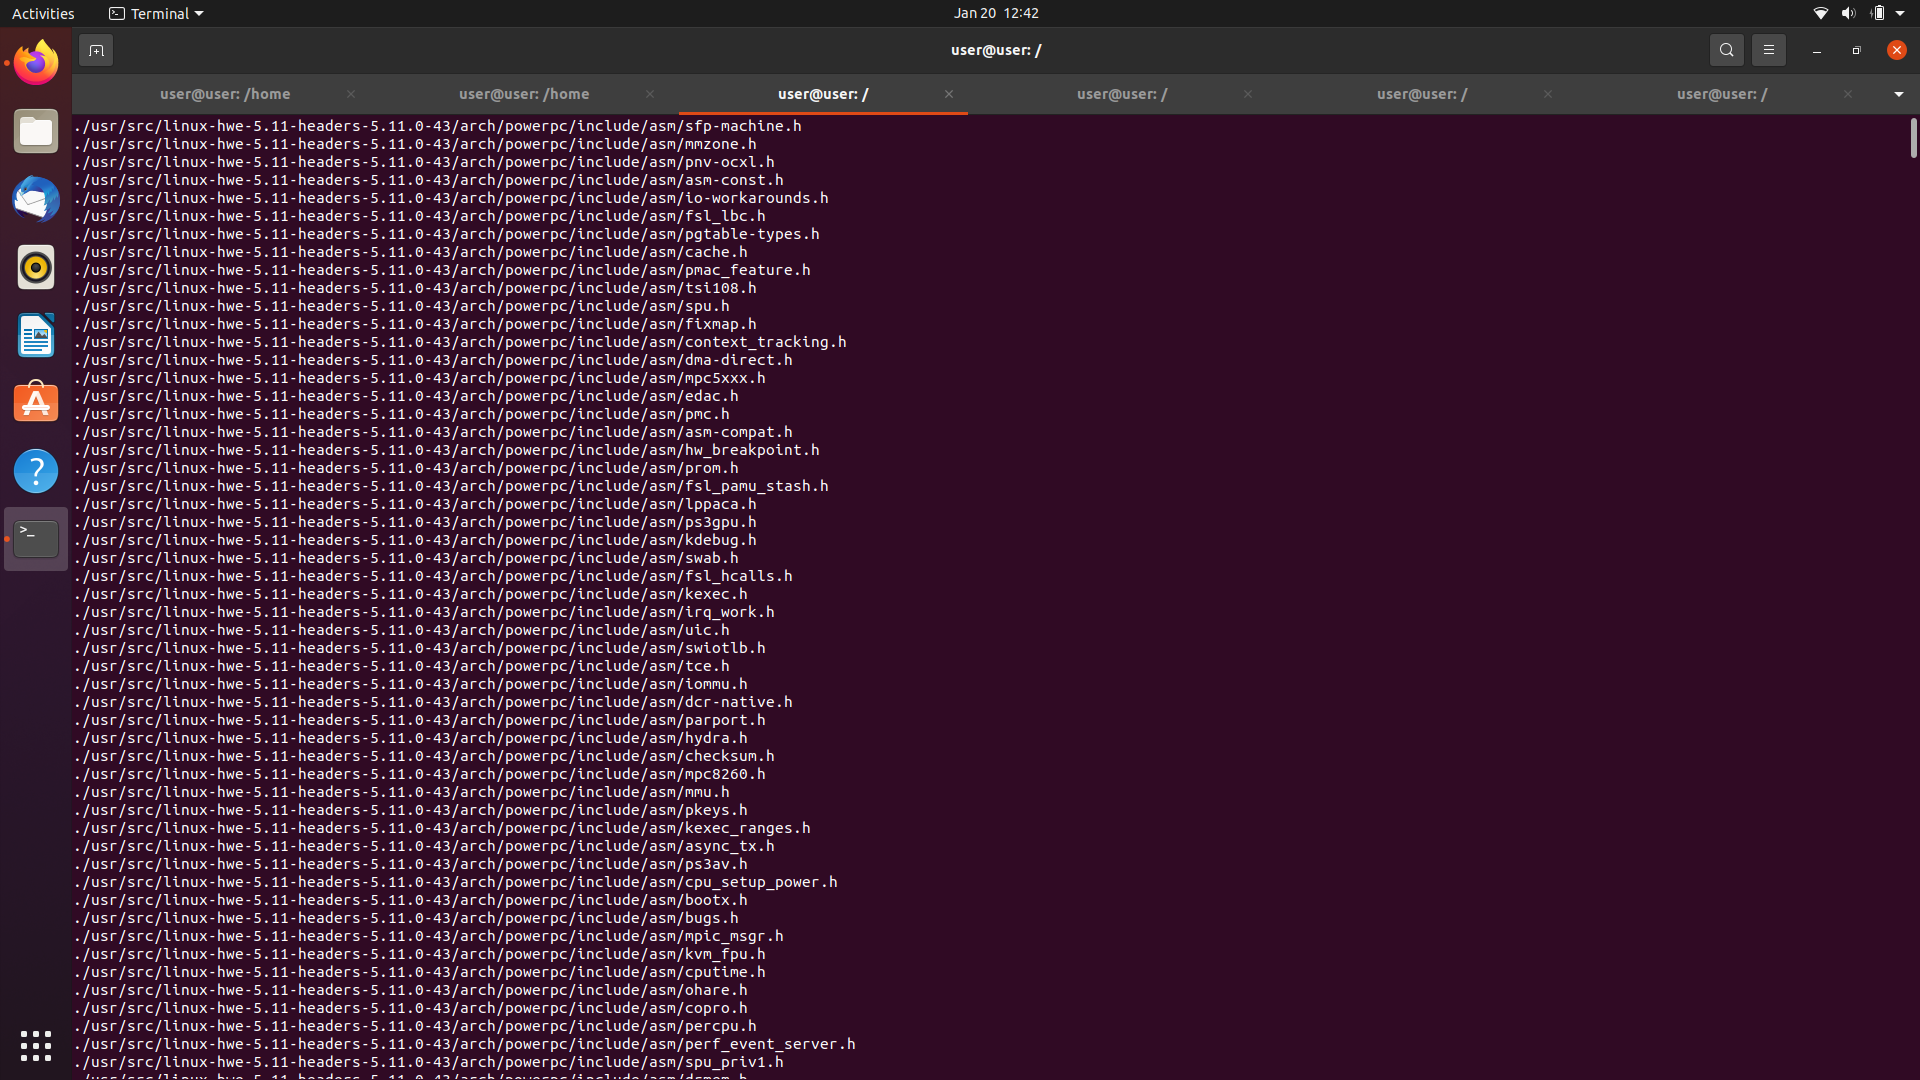 Activities
Terminal
Jan 20 12:42
user@user: /
user@user: /home
user@user: /home
user@user: /
user@user: /
user@user: /
user@user: /
./usr/src/linux-hwe-5.11-headers-5.11.0-43/arch/powerpc/include/asm/sfp-machine.h
./usr/src/linux-hwe-5.11-headers-5.11.0-43/arch/powerpc/include/asm/mmzone.h
./usr/src/linux-hwe-5.11-headers-5.11.0-43/arch/powerpc/include/asm/pnv-ocxl.h
./usr/src/linux-hwe-5.11-headers-5.11.0-43/arch/powerpc/include/asm/asm-const.h
./usr/src/linux-hwe-5.11-headers-5.11.0-43/arch/powerpc/include/asm/io-workarounds.h
./usr/src/linux-hwe-5.11-headers-5.11.0-43/arch/powerpc/include/asm/fsl_lbc.h
./usr/src/linux-hwe-5.11-headers-5.11.0-43/arch/powerpc/include/asm/pgtable-types.h
./usr/src/linux-hwe-5.11-headers-5.11.0-43/arch/powerpc/include/asm/cache.h
./usr/src/linux-hwe-5.11-headers-5.11.0-43/arch/powerpc/include/asm/pmac_feature.h
./usr/src/linux-hwe-5.11-headers-5.11.0-43/arch/powerpc/include/asm/tsi108.h
./usr/src/linux-hwe-5.11-headers-5.11.0-43/arch/powerpc/include/asm/spu.h
./usr/src/linux-hwe-5.11-headers-5.11.0-43/arch/powerpc/include/asm/fixmap.h
./usr/src/linux-hwe-5.11-headers-5.11.0-43/arch/powerpc/include/asm/context_tracking.h
./usr/src/linux-hwe-5.11-headers-5.11.0-43/arch/powerpc/include/asm/dma-direct.h
./usr/src/linux-hwe-5.11-headers-5.11.0-43/arch/powerpc/include/asm/mpc5xxx.h
./usr/src/linux-hwe-5.11-headers-5.11.0-43/arch/powerpc/include/asm/edac.h
./usr/src/linux-hwe-5.11-headers-5.11.0-43/arch/powerpc/include/asm/pmc.h
./usr/src/linux-hwe-5.11-headers-5.11.0-43/arch/powerpc/include/asm/asm-compat.h
./usr/src/linux-hwe-5.11-headers-5.11.0-43/arch/powerpc/include/asm/hw_breakpoint.h
./usr/src/linux-hwe-5.11-headers-5.11.0-43/arch/powerpc/include/asm/prom.h
./usr/src/linux-hwe-5.11-headers-5.11.0-43/arch/powerpc/include/asm/fsl_pamu_stash.h
./usr/src/linux-hwe-5.11-headers-5.11.0-43/arch/powerpc/include/asm/lppaca.h
./usr/src/linux-hwe-5.11-headers-5.11.0-43/arch/powerpc/include/asm/ps3gpu.h
./usr/src/linux-hwe-5.11-headers-5.11.0-43/arch/powerpc/include/asm/kdebug.h
./usr/src/linux-hwe-5.11-headers-5.11.0-43/arch/powerpc/include/asm/swab.h
./usr/src/linux-hwe-5.11-headers-5.11.0-43/arch/powerpc/include/asm/fsl_hcalls.h
./usr/src/linux-hwe-5.11-headers-5.11.0-43/arch/powerpc/include/asm/kexec.h
./usr/src/linux-hwe-5.11-headers-5.11.0-43/arch/powerpc/include/asm/irq_work.h
./usr/src/linux-hwe-5.11-headers-5.11.0-43/arch/powerpc/include/asm/uic.h
./usr/src/linux-hwe-5.11-headers-5.11.0-43/arch/powerpc/include/asm/swiotlb.h
./usr/src/linux-hwe-5.11-headers-5.11.0-43/arch/powerpc/include/asm/tce.h
./usr/src/linux-hwe-5.11-headers-5.11.0-43/arch/powerpc/include/asm/iommu.h
./usr/src/linux-hwe-5.11-headers-5.11.0-43/arch/powerpc/include/asm/dcr-native.h
./usr/src/linux-hwe-5.11-headers-5.11.0-43/arch/powerpc/include/asm/parport.h
./usr/src/linux-hwe-5.11-headers-5.11.0-43/arch/powerpc/include/asm/hydra.h
./usr/src/linux-hwe-5.11-headers-5.11.0-43/arch/powerpc/include/asm/checksum.h
./usr/src/linux-hwe-5.11-headers-5.11.0-43/arch/powerpc/include/asm/mpc8260.h
./usr/src/linux-hwe-5.11-headers-5.11.0-43/arch/powerpc/include/asm/mmu.h
./usr/src/linux-hwe-5.11-headers-5.11.0-43/arch/powerpc/include/asm/pkeys.h
./usr/src/linux-hwe-5.11-headers-5.11.0-43/arch/powerpc/include/asm/kexec_ranges.h
./usr/src/linux-hwe-5.11-headers-5.11.0-43/arch/powerpc/include/asm/async_tx.h
./usr/src/linux-hwe-5.11-headers-5.11.0-43/arch/powerpc/include/asm/ps3av.h
./usr/src/linux-hwe-5.11-headers-5.11.0-43/arch/powerpc/include/asm/cpu_setup_power.h
./usr/src/linux-hwe-5.11-headers-5.11.0-43/arch/powerpc/include/asm/bootx.h
./usr/src/linux-hwe-5.11-headers-5.11.0-43/arch/powerpc/include/asm/bugs.h
./usr/src/linux-hwe-5.11-headers-5.11.0-43/arch/powerpc/include/asm/mpic_msgr.h
./usr/src/linux-hwe-5.11-headers-5.11.0-43/arch/powerpc/include/asm/kvm_fpu.h
./usr/src/linux-hwe-5.11-headers-5.11.0-43/arch/powerpc/include/asm/cputime.h
./usr/src/linux-hwe-5.11-headers-5.11.0-43/arch/powerpc/include/asm/ohare.h
./usr/src/linux-hwe-5.11-headers-5.11.0-43/arch/powerpc/include/asm/copro.h
./usr/src/linux-hwe-5.11-headers-5.11.0-43/arch/powerpc/include/asm/percpu.h
./usr/src/linux-hwe-5.11-headers-5.11.0-43/arch/powerpc/include/asm/perf_event_server.h
./usr/src/linux-hwe-5.11-headers-5.11.0-43/arch/powerpc/include/asm/spu_priv1.h